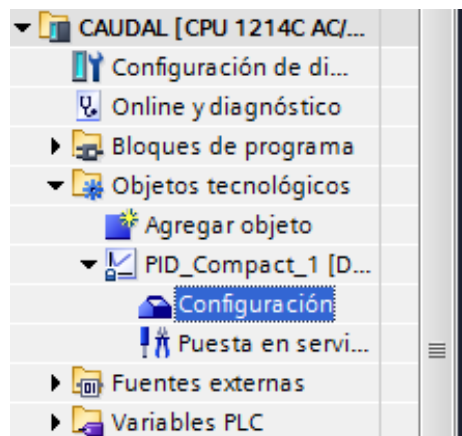 CAUDAL [CPU 1214C AC/...
Configuración de di...
Online y diagnóstico
Bloques de programa
Objetos tecnológicos
Agregar objeto
PID_Compact_1 [D...
Configuración
Puesta en servi...
Fuentes externas
Variables PLC